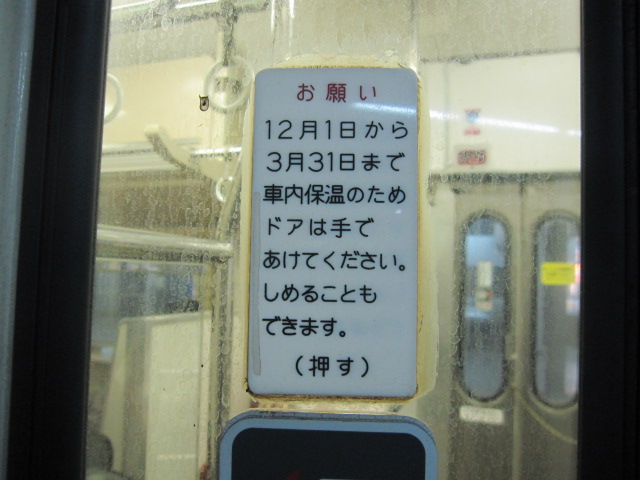 お願い
12月1日から
3月31日まで
車内保温のため
ドアは手で
あけてください。
しめることも
できます。
(押す)